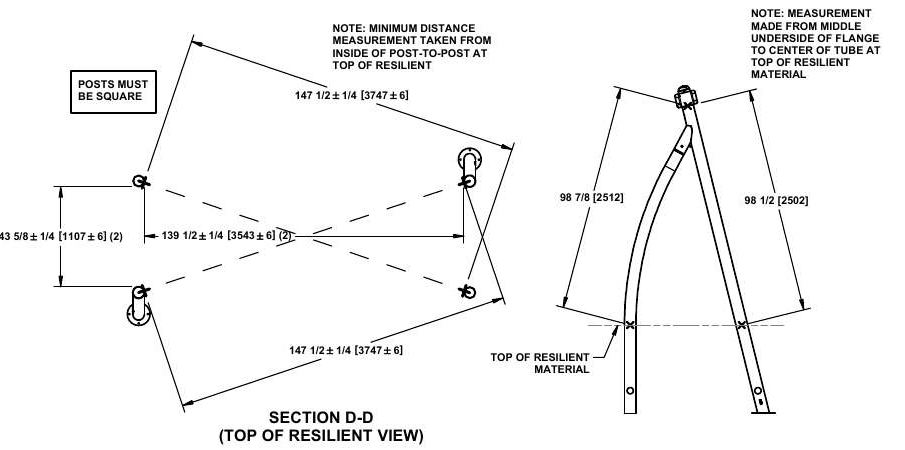 NOTE: MINIMUM DISTANCE
MEASUREMENT TAKEN FROM
INSIDE OF POST-TO-POST AT
TOP OF RESILIENT
NOTE: MEASUREMENT
MADE FROM MIDDLE
UNDERSIDE OF FLANGE
TO CENTER OF TUBE AT
TOP OF RESILIENT
MATERIAL
POSTS MUST
BE SQUARE
147 1/2 ± 1/4 [3747 ± 6]
98 7/8 [2512]
98 1/2 [2502]
43 5/8 ± 1/4 [1107 ± 6] (2)
139 1/2 ± 1/4 [3543 ± 6] (2)
147 1/2 ± 1/4 [3747 ± 6]
TOP OF RESILIENT
MATERIAL
SECTION D-D
(TOP OF RESILIENT VIEW)